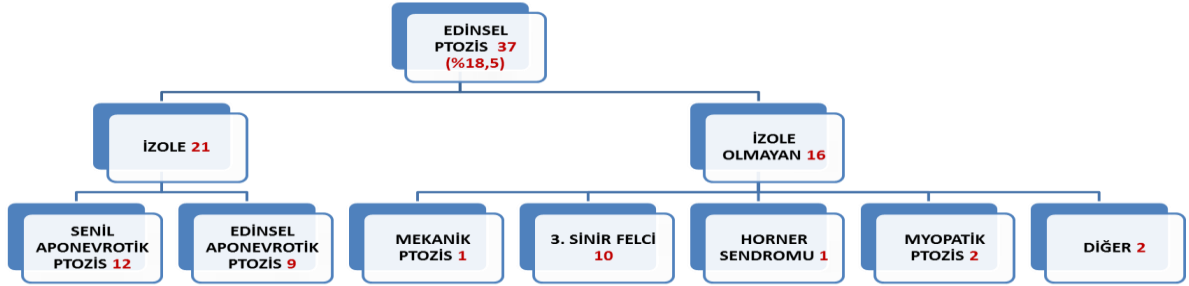 EDİNSEL
PTOZİS 37
(%18,5)
İZOLE 21
İZOLE
OLMAYAN 16
SENİL
APONEVROTİK
PTOZİS 12
EDİNSEL
APONEVROTİK
PTOZİS 9
MEKANİK
PTOZİS 1
3. SİNİR FELCİ
10
HORNER
SENDROMU 1
MYOPATİK
PTOZİS 2
DİĞER 2